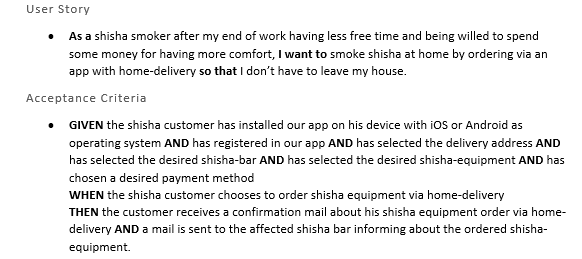 User Story
• As a shisha smoker after my end of work having less free time and being willed to spend
some money for having more comfort, I want to smoke shisha at home by ordering via an
app with home-delivery so that I don't have to leave my house.
Acceptance Criteria
• GIVEN the shisha customer has installed our app on his device with iOS or Android as
operating system AND has registered in our app AND has selected the delivery address AND
has selected the desired shisha-bar AND has selected the desired shisha-equipment AND has
chosen a desired payment method
WHEN the shisha customer chooses to order shisha equipment via home-delivery
THEN the customer receives a confirmation mail about his shisha equipment order via home-
delivery AND a mail is sent to the affected shisha bar informing about the ordered shisha-
equipment.